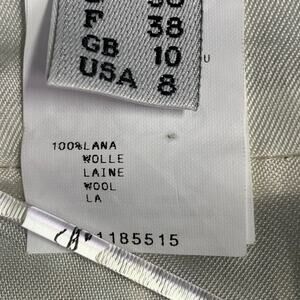 F 38
GB 10
USA 8
U
100%LANA
WOLLE
LAINE
WOOL
LA
1185515